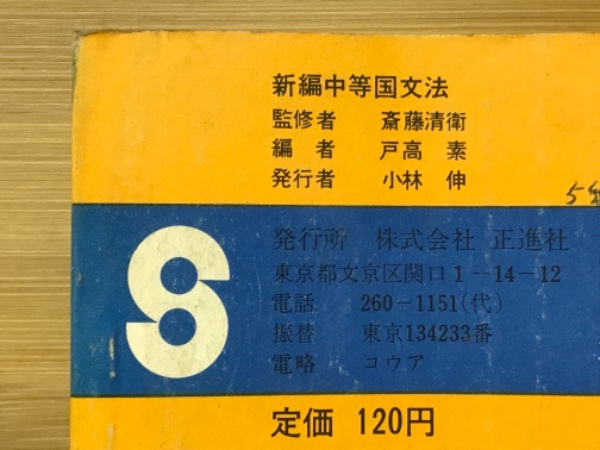 新編中等国文法
監修者 斎藤清衛
編者 戸高素
発行者 小林伸
発行所 株式会社 正進社
東京都文京区関口1-14-12
電話 260-1151(代)
振替 東京134233番
電略 コウア
定価 120円